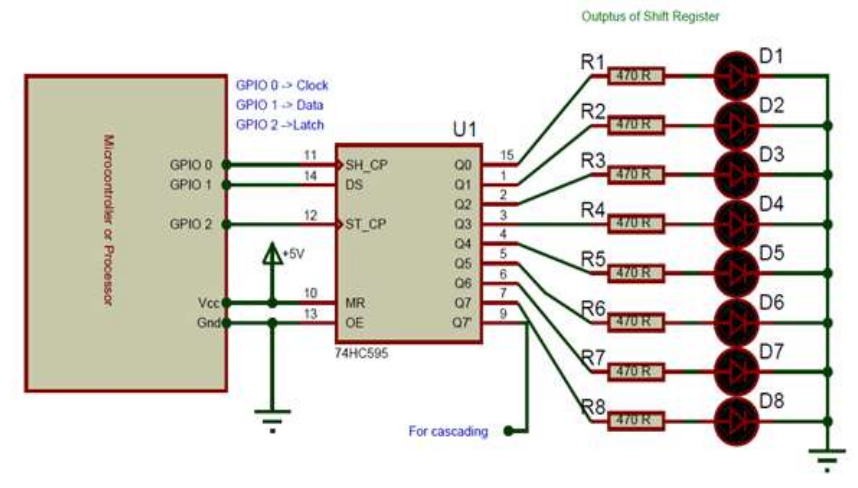 Outptus of Shift Register
GPIO 0 -> Clock
GPIO 1 -> Data
GPIO 2 ->Latch
Microcontroller or Processor
GPIO 0
GPIO 1
GPIO 2
Vcc
Gnd
+5V
11
14
12
10
13
U1
SH_CP
DS
ST_CP
MR
OE
Q0
Q1
Q2
Q3
Q4
Q5
Q6
Q7
Q7'
74HC595
15
1
2
3
4
5
6
7
9
For cascading
R1
470 R
D1
R2
470 R
D2
R3
470 R
D3
R4
470 R
D4
R5
470 R
D5
R6
470 R
D6
R7
470 R
D7
R8
470 R
D8